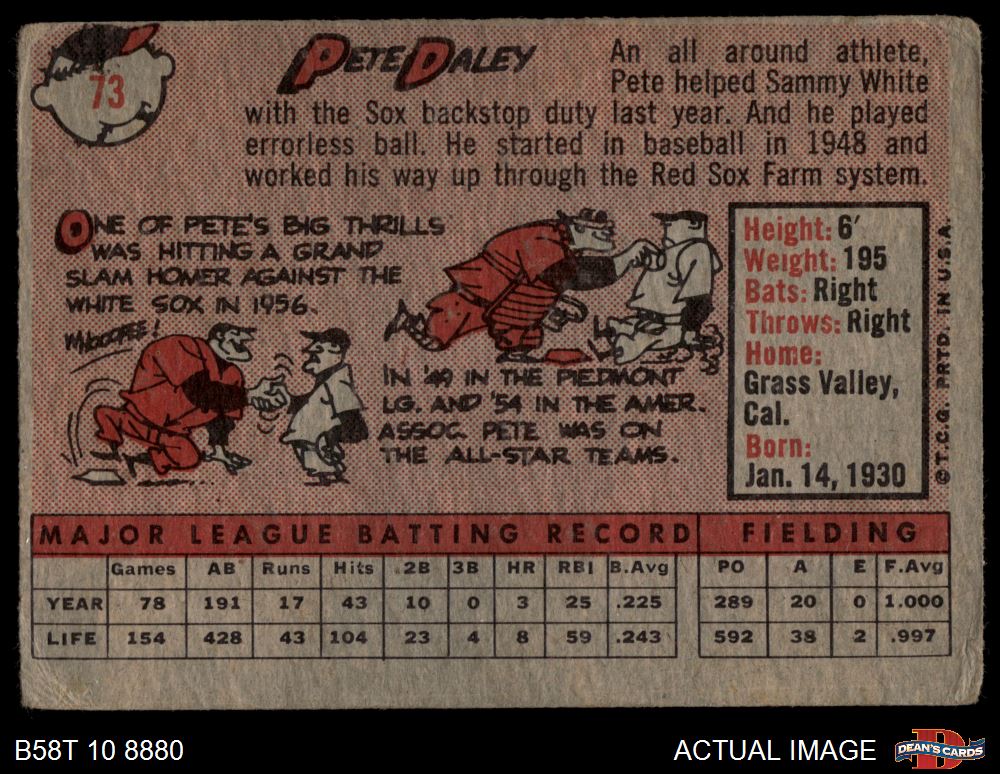 73
PETE DALEY
An all around athlete,
Pete helped Sammy White
with the Sox backstop duty last year. And he played
errorless ball. He started in baseball in 1948 and
worked his way up through the Red Sox Farm system.
ONE OF PETE'S BIG THRILLS
WAS HITTING A GRAND
SLAM HOMER AGAINST THE
WHITE SOX IN 1956.
WHOOPEE!
IN '49 IN THE PIEDMONT
LG. AND '54 IN THE AMER.
ASSOC. PETE WAS ON
THE ALL-STAR TEAMS.
Height: 6'
Weight: 195
Bats: Right
Throws: Right
Home:
Grass Valley,
Cal.
Born:
Jan. 14, 1930
© T.C.G. PRTD. IN U.S.A.
MAJOR LEAGUE BATTING RECORD FIELDING
Games AB Runs Hits 2B 3B HR RBI B.Avg PO A E F.Avg
YEAR 78 191 17 43 10 0 3 25 .225 289 20 0 1.000
LIFE 154 428 43 104 23 4 8 59 .243 592 38 2 .997
B58T 10 8880
ACTUAL IMAGE
D
DEAN'S CARDS